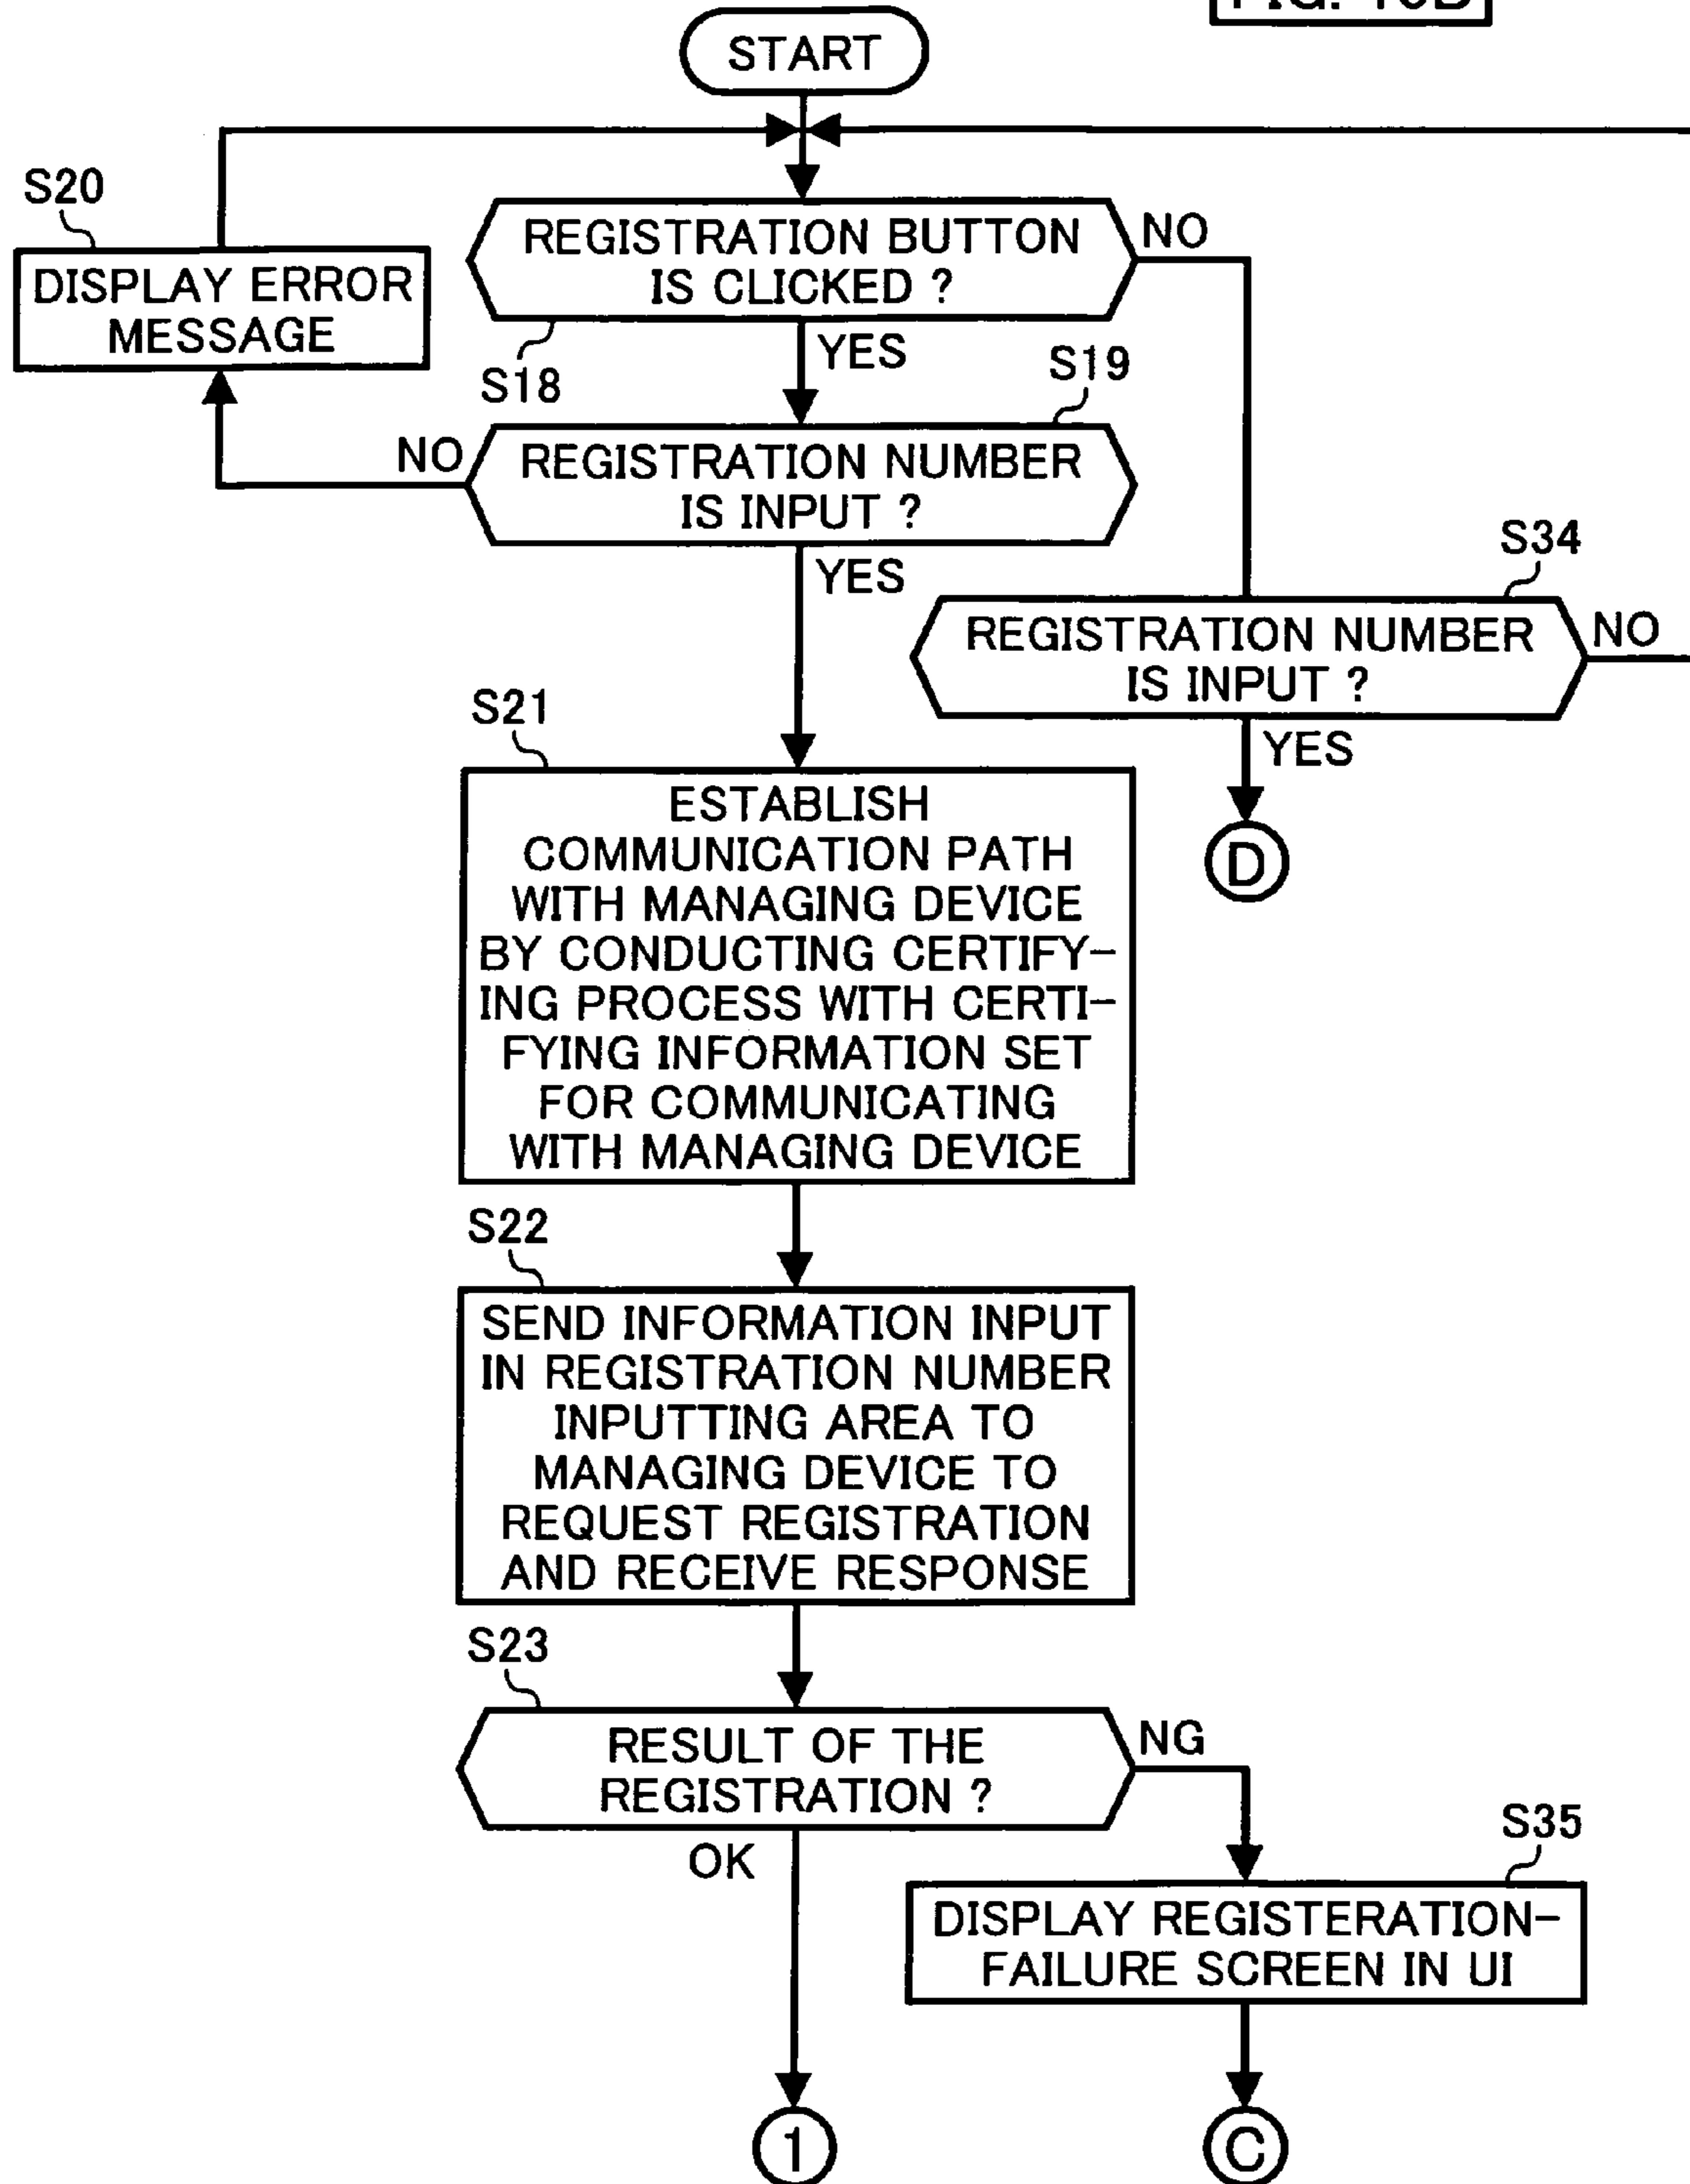 START
S20
REGISTRATION BUTTON
IS CLICKED ?
NO
DISPLAY ERROR
MESSAGE
S18
YES
S19
NO
REGISTRATION NUMBER
IS INPUT ?
YES
S34
REGISTRATION NUMBER
IS INPUT ?
NO
YES
D
S21
ESTABLISH
COMMUNICATION PATH
WITH MANAGING DEVICE
BY CONDUCTING CERTIFY-
ING PROCESS WITH CERTI-
FYING INFORMATION SET
FOR COMMUNICATING
WITH MANAGING DEVICE
S22
SEND INFORMATION INPUT
IN REGISTRATION NUMBER
INPUTTING AREA TO
MANAGING DEVICE TO
REQUEST REGISTRATION
AND RECEIVE RESPONSE
S23
RESULT OF THE
REGISTRATION ?
NG
OK
S35
DISPLAY REGISTERATION-
FAILURE SCREEN IN UI
1
C